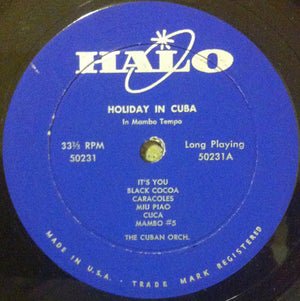 HALO
HOLIDAY IN CUBA
In Mambo Tempo
33⅓ RPM Long Playing
50231 50231A
IT'S YOU
BLACK COCOA
CARACOLES
MIU PIAO
CUCA
MAMBO #5
THE CUBAN ORCH.
MADE IN U.S.A. · TRADE MARK REGISTERED